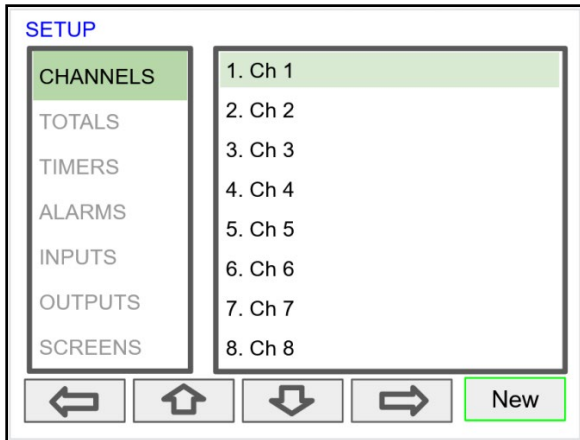 SETUP
CHANNELS
TOTALS
TIMERS
ALARMS
INPUTS
OUTPUTS
SCREENS
1. Ch 1
2. Ch 2
3. Ch 3
4. Ch 4
5. Ch 5
6. Ch 6
7. Ch 7
8. Ch 8
New